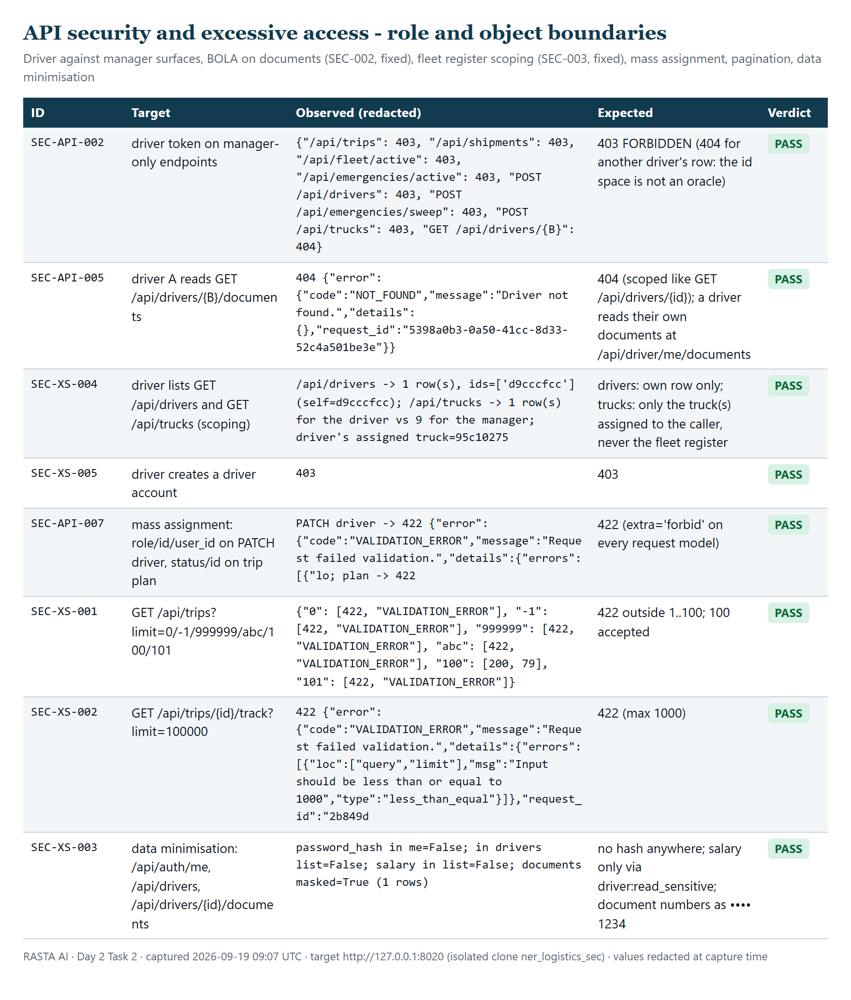 API security and excessive access - role and object boundaries
Driver against manager surfaces, BOLA on documents (SEC-002, fixed), fleet register scoping (SEC-003, fixed), mass assignment, pagination, data
minimisation
ID
Target
Observed (redacted)
Expected
Verdict
SEC-API-002
driver token on manager-
only endpoints
{"/api/trips": 403, "/api/shipments": 403,
"/api/fleet/active": 403,
"/api/emergencies/active": 403, "POST
/api/drivers": 403, "POST
/api/emergencies/sweep": 403, "POST
/api/trucks": 403, "GET /api/drivers/{B}":
404}
403 FORBIDDEN (404 for
another driver's row: the id
space is not an oracle)
PASS
SEC-API-005
driver A reads GET
/api/drivers/{B}/documen
ts
404 {"error":
{"code":"NOT_FOUND","message":"Driver not
found.","details":
{},"request_id":"5398a0b3-0a50-41cc-8d33-
52c4a501be3e"}}
404 (scoped like GET
/api/drivers/{id}); a driver
reads their own
documents at
/api/driver/me/documents
PASS
SEC-XS-004
driver lists GET
/api/drivers and GET
/api/trucks (scoping)
/api/drivers -> 1 row(s), ids=['d9cccfcc']
(self=d9cccfcc); /api/trucks -> 1 row(s)
for the driver vs 9 for the manager;
driver's assigned truck=95c10275
drivers: own row only;
trucks: only the truck(s)
assigned to the caller,
never the fleet register
PASS
SEC-XS-005
driver creates a driver
account
403
403
PASS
SEC-API-007
mass assignment:
role/id/user_id on PATCH
driver, status/id on trip
plan
PATCH driver -> 422 {"error":
{"code":"VALIDATION_ERROR","message":"Reque
st failed validation.","details":{"errors":
[{"lo; plan -> 422
422 (extra='forbid' on
every request model)
PASS
SEC-XS-001
GET /api/trips?
limit=0/-1/999999/abc/1
00/101
{"0": [422, "VALIDATION_ERROR"], "-1":
[422, "VALIDATION_ERROR"], "999999": [422,
"VALIDATION_ERROR"], "abc": [422,
"VALIDATION_ERROR"], "100": [200, 79],
"101": [422, "VALIDATION_ERROR"]}
422 outside 1..100; 100
accepted
PASS
SEC-XS-002
GET /api/trips/{id}/track?
limit=100000
422 {"error":
{"code":"VALIDATION_ERROR","message":"Reque
st failed validation.","details":{"errors":
[{"loc":["query","limit"],"msg":"Input
should be less than or equal to
1000","type":"less_than_equal"}]},"request_
id":"2b849d
422 (max 1000)
PASS
SEC-XS-003
data minimisation:
/api/auth/me,
/api/drivers,
/api/drivers/{id}/docume
nts
password_hash in me=False; in drivers
list=False; salary in list=False; documents
masked=True (1 rows)
no hash anywhere; salary
only via
driver:read_sensitive;
document numbers as ••••
1234
PASS
RASTA AI · Day 2 Task 2 · captured 2026-09-19 09:07 UTC · target http://127.0.0.1:8020 (isolated clone ner_logistics_sec) · values redacted at capture time